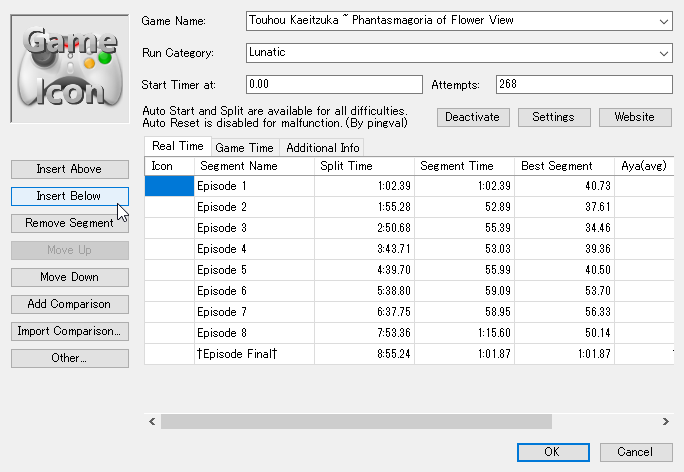 Game Icon
Game Name: Touhou Kaeitzuka ~ Phantasmagoria of Flower View
Run Category: Lunatic
Start Timer at: 0.00 Attempts: 268
Auto Start and Split are available for all difficulties.
Auto Reset is disabled for malfunction. (By pingval)
Deactivate Settings Website
Real Time Game Time Additional Info
Icon Segment Name Split Time Segment Time Best Segment Aya(avg)
Episode 1 1:02.39 1:02.39 40.73
Episode 2 1:55.28 52.89 37.61
Episode 3 2:50.68 55.39 34.46
Episode 4 3:43.71 53.03 39.36
Episode 5 4:39.70 55.99 40.50
Episode 6 5:38.80 59.09 53.70
Episode 7 6:37.75 58.95 56.33
Episode 8 7:53.36 1:15.60 50.14
†Episode Final† 8:55.24 1:01.87 1:01.87
Insert Above
Insert Below
Remove Segment
Move Up
Move Down
Add Comparison
Import Comparison...
Other...
OK Cancel